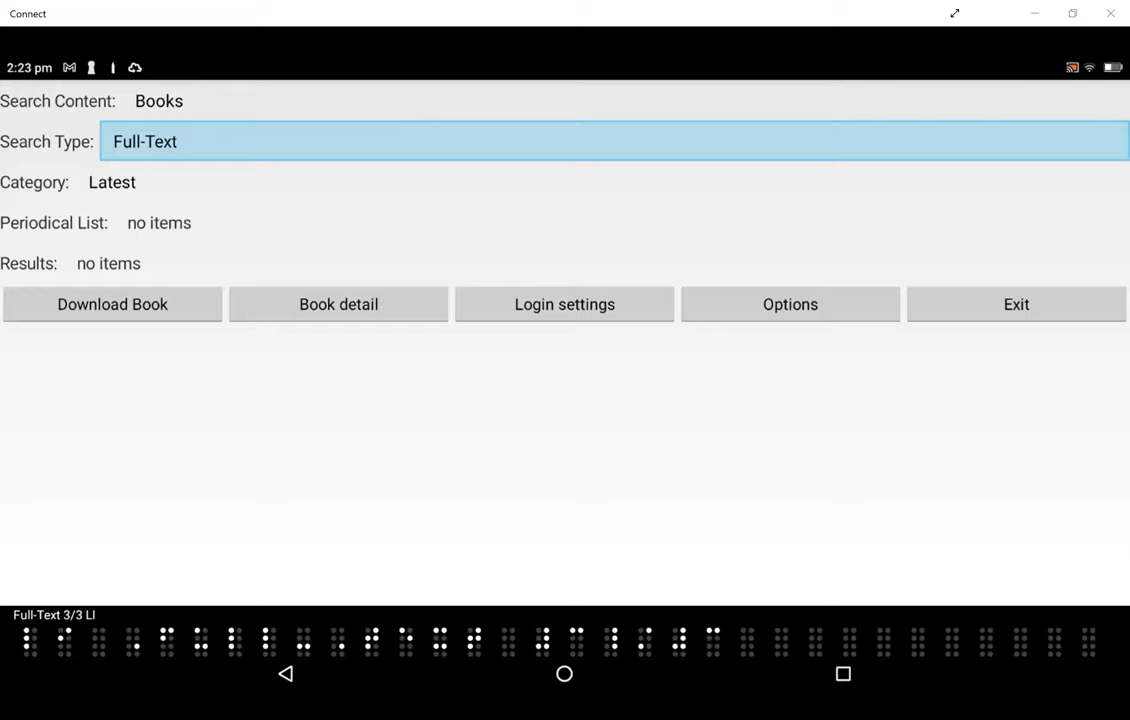 Connect
2:23 pm
Search Content: Books
Search Type: Full-Text
Category: Latest
Periodical List: no items
Results: no items
Download Book Book detail Login settings Options Exit
Full-Text 3/3 LI